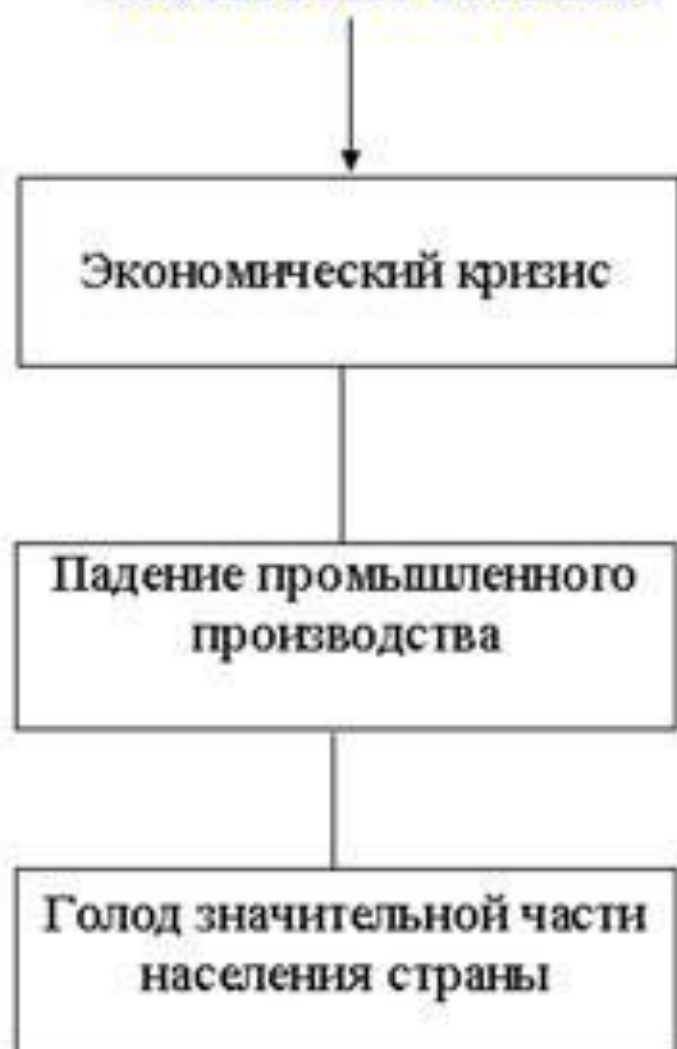 Экономический кризис
Падение промышленного
производства
Голод значительной части
населения страны